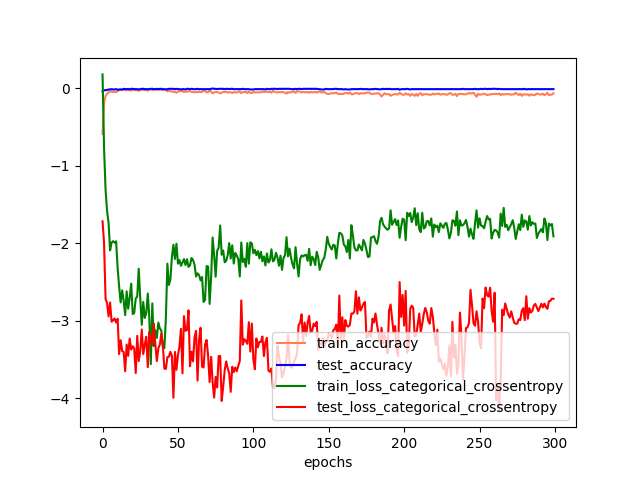 0
−1
−2
−3
−4
train_accuracy
test_accuracy
train_loss_categorical_crossentropy
test_loss_categorical_crossentropy
0 50 100 150 200 250 300
epochs